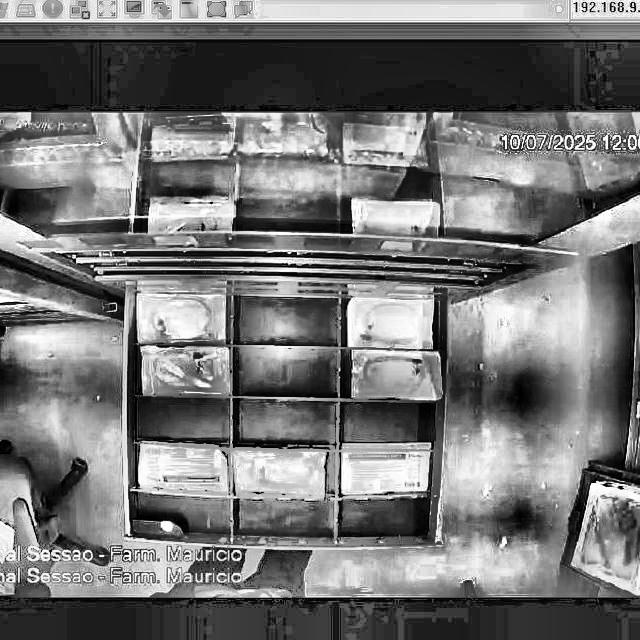 192.168.9.
10/07/2025 12:0
al Sessao - Farm. Mauricio
nal Sessao - Farm. Mauricio